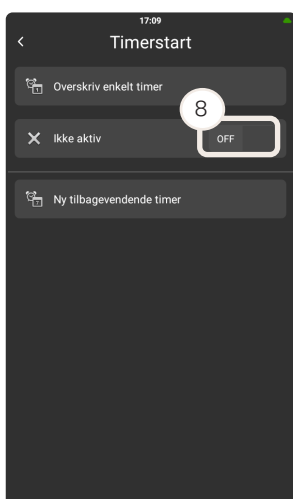 17:09
Timerstart
Overskriv enkelt timer
8
Ikke aktiv OFF
Ny tilbagevendende timer